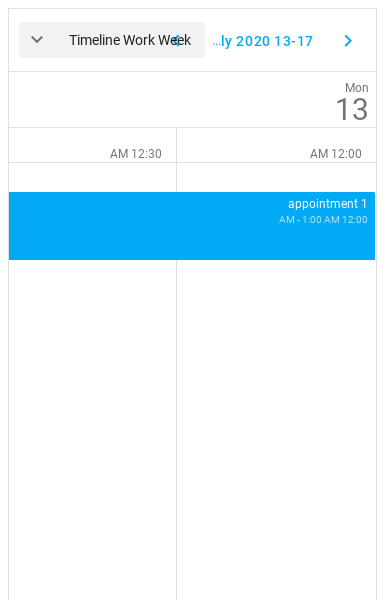 Timeline Work Week
...ly 2020 13-17
Mon
13
AM 12:30
AM 12:00
appointment 1
AM - 1:00 AM 12:00